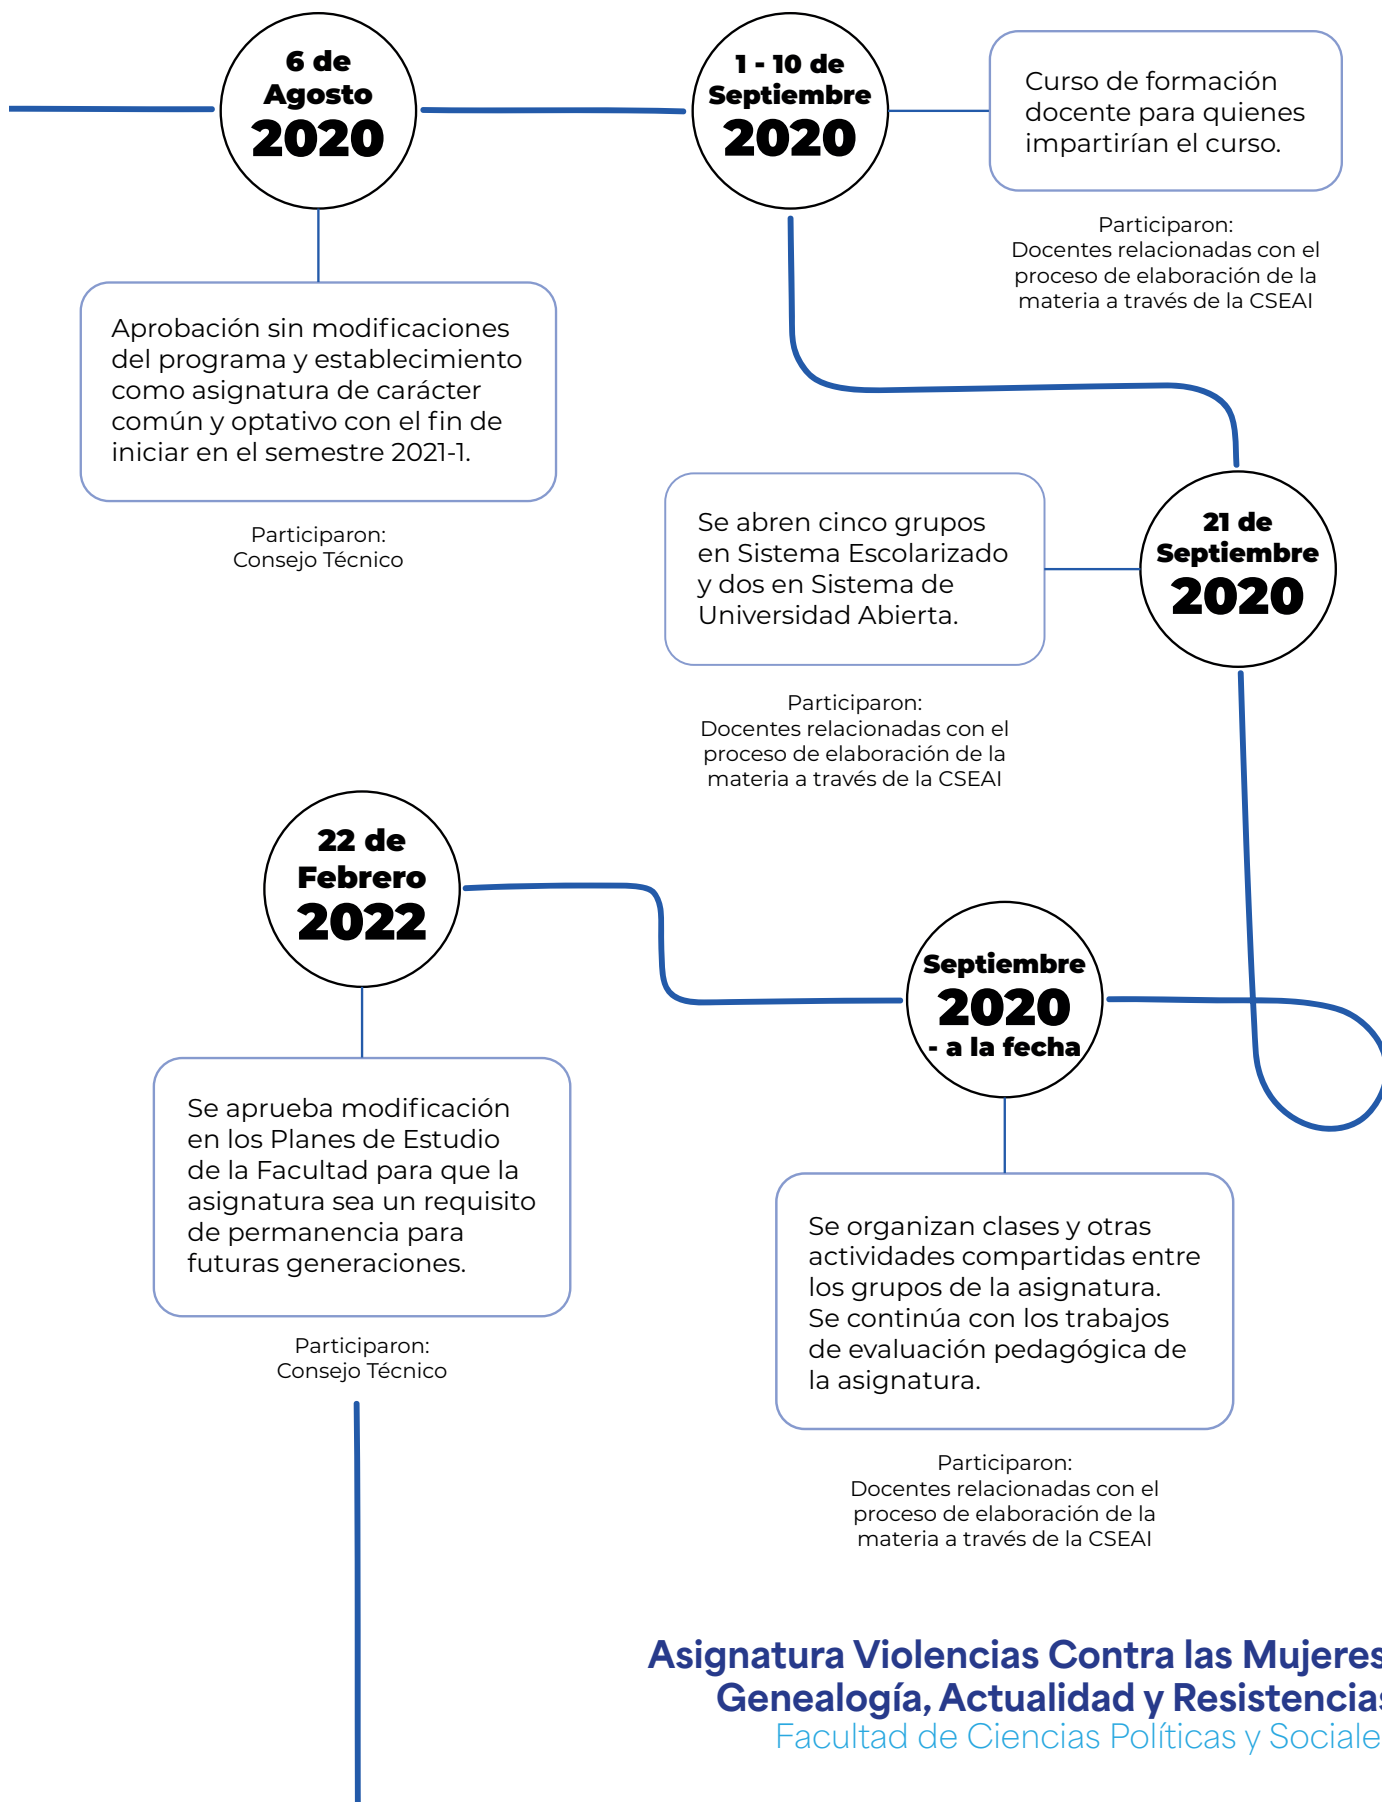 6 de
Agosto
2020
Aprobación sin modificaciones
del programa y establecimiento
como asignatura de carácter
común y optativo con el fin de
iniciar en el semestre 2021-1.
Participaron:
Consejo Técnico
1 - 10 de
Septiembre
2020
Curso de formación
docente para quienes
impartirían el curso.
Participaron:
Docentes relacionadas con el
proceso de elaboración de la
materia a través de la CSEAI
21 de
Septiembre
2020
Se abren cinco grupos
en Sistema Escolarizado
y dos en Sistema de
Universidad Abierta.
Participaron:
Docentes relacionadas con el
proceso de elaboración de la
materia a través de la CSEAI
Septiembre
2020
- a la fecha
Se organizan clases y otras
actividades compartidas entre
los grupos de la asignatura.
Se continúa con los trabajos
de evaluación pedagógica de
la asignatura.
Participaron:
Docentes relacionadas con el
proceso de elaboración de la
materia a través de la CSEAI
22 de
Febrero
2022
Se aprueba modificación
en los Planes de Estudio
de la Facultad para que la
asignatura sea un requisito
de permanencia para
futuras generaciones.
Participaron:
Consejo Técnico
Asignatura Violencias Contra las Mujeres
Genealogía, Actualidad y Resistencias
Facultad de Ciencias Políticas y Sociale